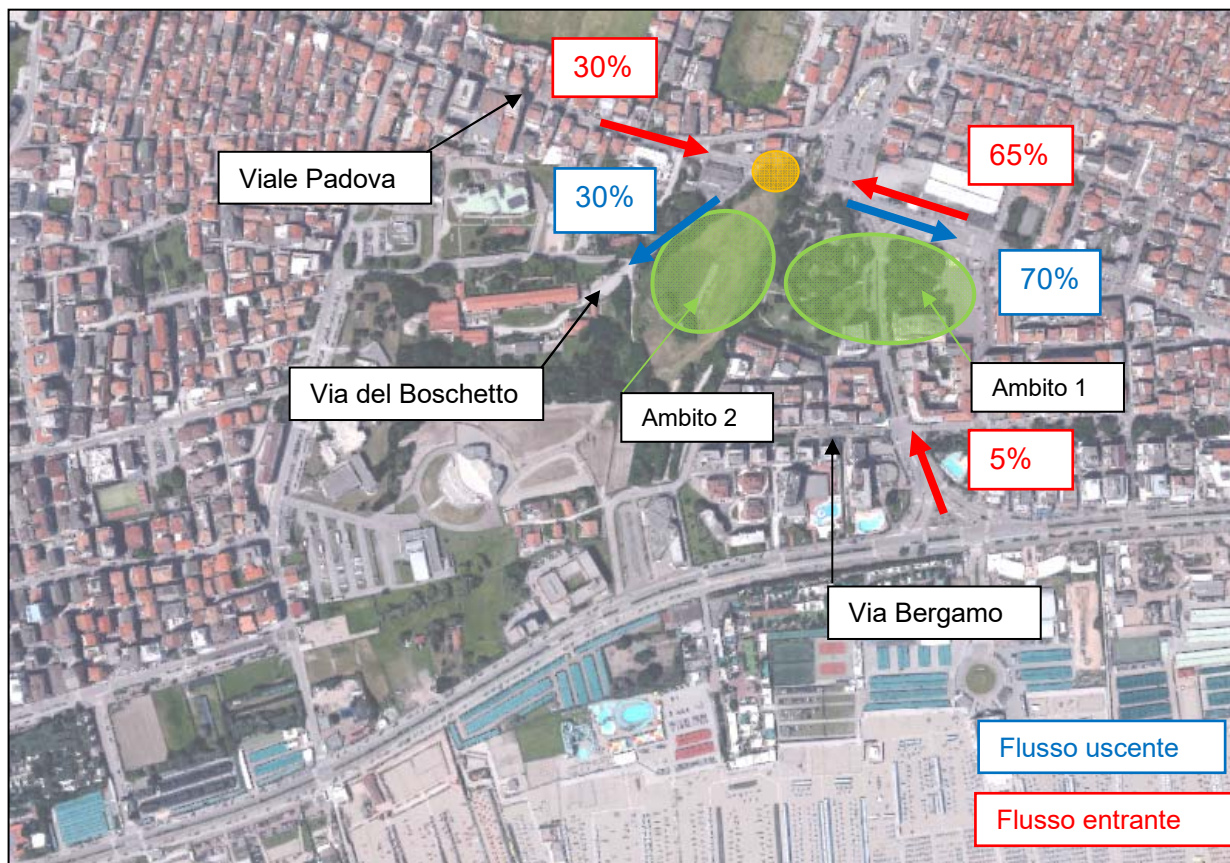 30%
Viale Padova
30%
65%
70%
Via del Boschetto
Ambito 2
Ambito 1
5%
Via Bergamo
Flusso uscente
Flusso entrante